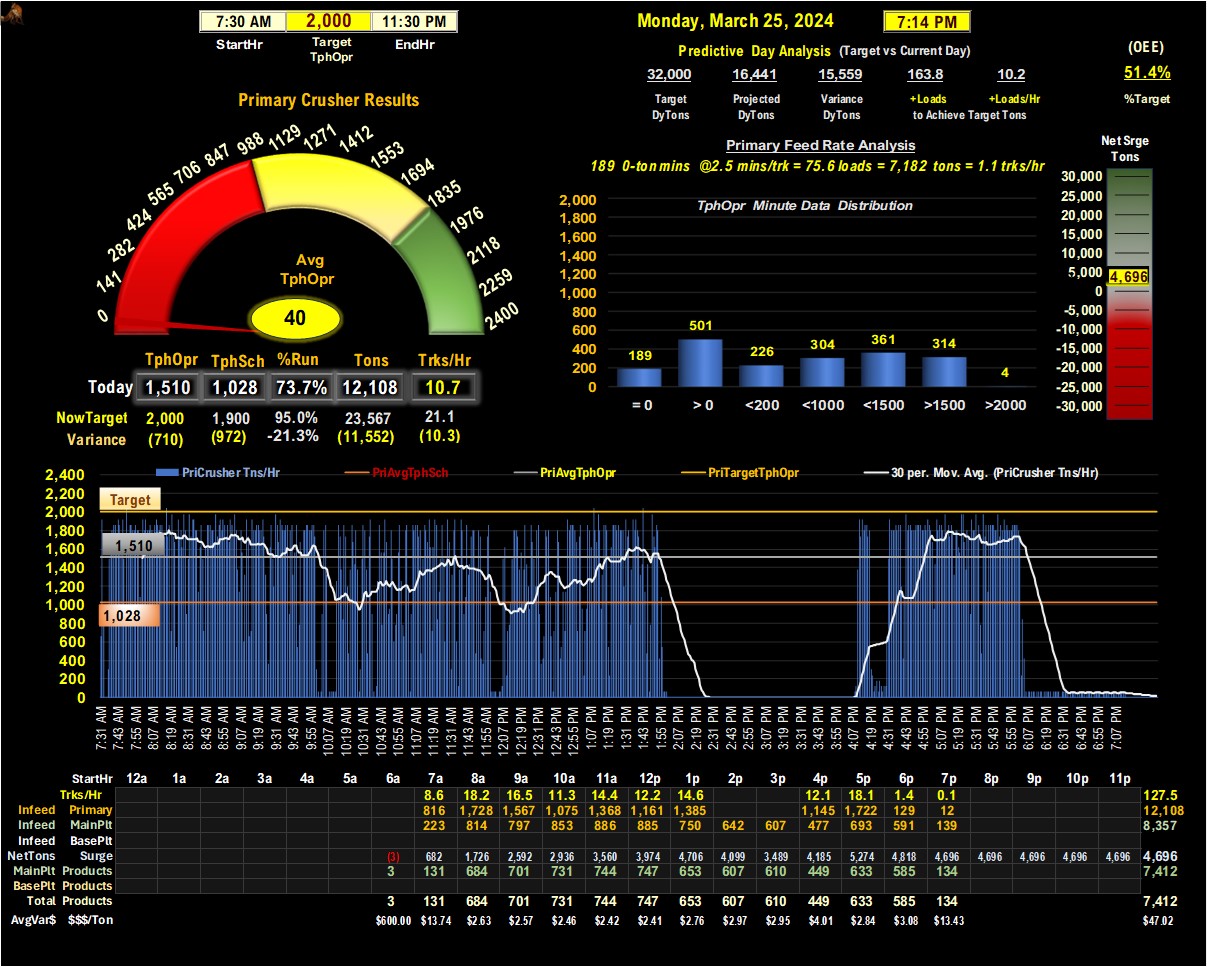 7:30 AM 2,000 11:30 PM
StartHr Target TphOpr EndHr
Monday, March 25, 2024 7:14 PM
Predictive Day Analysis (Target vs Current Day)
32,000 16,441 15,559 163.8 10.2
Target DyTons Projected DyTons Variance DyTons +Loads +Loads/Hr
to Achieve Target Tons
(OEE)
51.4%
%Target
Primary Crusher Results
0 141 282 424 565 706 847 988 1129 1271 1412 1553 1694 1835 1976 2118 2259 2400
Avg
TphOpr
40
TphOpr TphSch %Run Tons Trks/Hr
Today 1,510 1,028 73.7% 12,108 10.7
NowTarget 2,000 1,900 95.0% 23,567 21.1
Variance (710) (972) -21.3% (11,552) (10.3)
Primary Feed Rate Analysis
189 0-ton mins @2.5 mins/trk = 75.6 loads = 7,182 tons = 1.1 trks/hr
TphOpr Minute Data Distribution
2,000
1,800
1,600
1,400
1,200
1,000
800
600
400
200
0
189 501 226 304 361 314 4
= 0 > 0 <200 <1000 <1500 >1500 >2000
Net Srge
Tons
30,000
25,000
20,000
15,000
10,000
5,000
4,696
0
-5,000
-10,000
-15,000
-20,000
-25,000
-30,000
PriCrusher Tns/Hr PriAvgTphSch PriAvgTphOpr PriTargetTphOpr 30 per. Mov. Avg. (PriCrusher Tns/Hr)
2,400
2,200
2,000
1,800
1,600
1,400
1,200
1,000
800
600
400
200
0
Target
1,510
1,028
7:31 AM 7:43 AM 7:55 AM 8:07 AM 8:19 AM 8:31 AM 8:43 AM 8:55 AM 9:07 AM 9:19 AM 9:31 AM 9:43 AM 9:55 AM 10:07 AM 10:19 AM 10:31 AM 10:43 AM 10:55 AM 11:07 AM 11:19 AM 11:31 AM 11:43 AM 11:55 AM 12:07 PM 12:19 PM 12:31 PM 12:43 PM 12:55 PM 1:07 PM 1:19 PM 1:31 PM 1:43 PM 1:55 PM 2:07 PM 2:19 PM 2:31 PM 2:43 PM 2:55 PM 3:07 PM 3:19 PM 3:31 PM 3:43 PM 3:55 PM 4:07 PM 4:19 PM 4:31 PM 4:43 PM 4:55 PM 5:07 PM 5:19 PM 5:31 PM 5:43 PM 5:55 PM 6:07 PM 6:19 PM 6:31 PM 6:43 PM 6:55 PM 7:07 PM
StartHr 12a 1a 2a 3a 4a 5a 6a 7a 8a 9a 10a 11a 12p 1p 2p 3p 4p 5p 6p 7p 8p 9p 10p 11p
Trks/Hr 8.6 18.2 16.5 11.3 14.4 12.2 14.6 12.1 18.1 1.4 0.1 127.5
Infeed Primary 816 1,728 1,567 1,075 1,368 1,161 1,385 1,145 1,722 129 12 12,108
Infeed MainPlt 223 814 797 853 886 885 750 642 607 477 693 591 139 8,357
Infeed BasePlt
NetTons Surge (3) 682 1,726 2,592 2,936 3,560 3,974 4,706 4,099 3,489 4,185 5,274 4,818 4,696 4,696 4,696 4,696 4,696 4,696
MainPlt Products 3 131 684 701 731 744 747 653 607 610 449 633 585 134 7,412
BasePlt Products
Total Products 3 131 684 701 731 744 747 653 607 610 449 633 585 134 7,412
AvgVar$ $$$/Ton $600.00 $13.74 $2.63 $2.57 $2.46 $2.42 $2.41 $2.76 $2.97 $2.95 $4.01 $2.84 $3.08 $13.43 $47.02